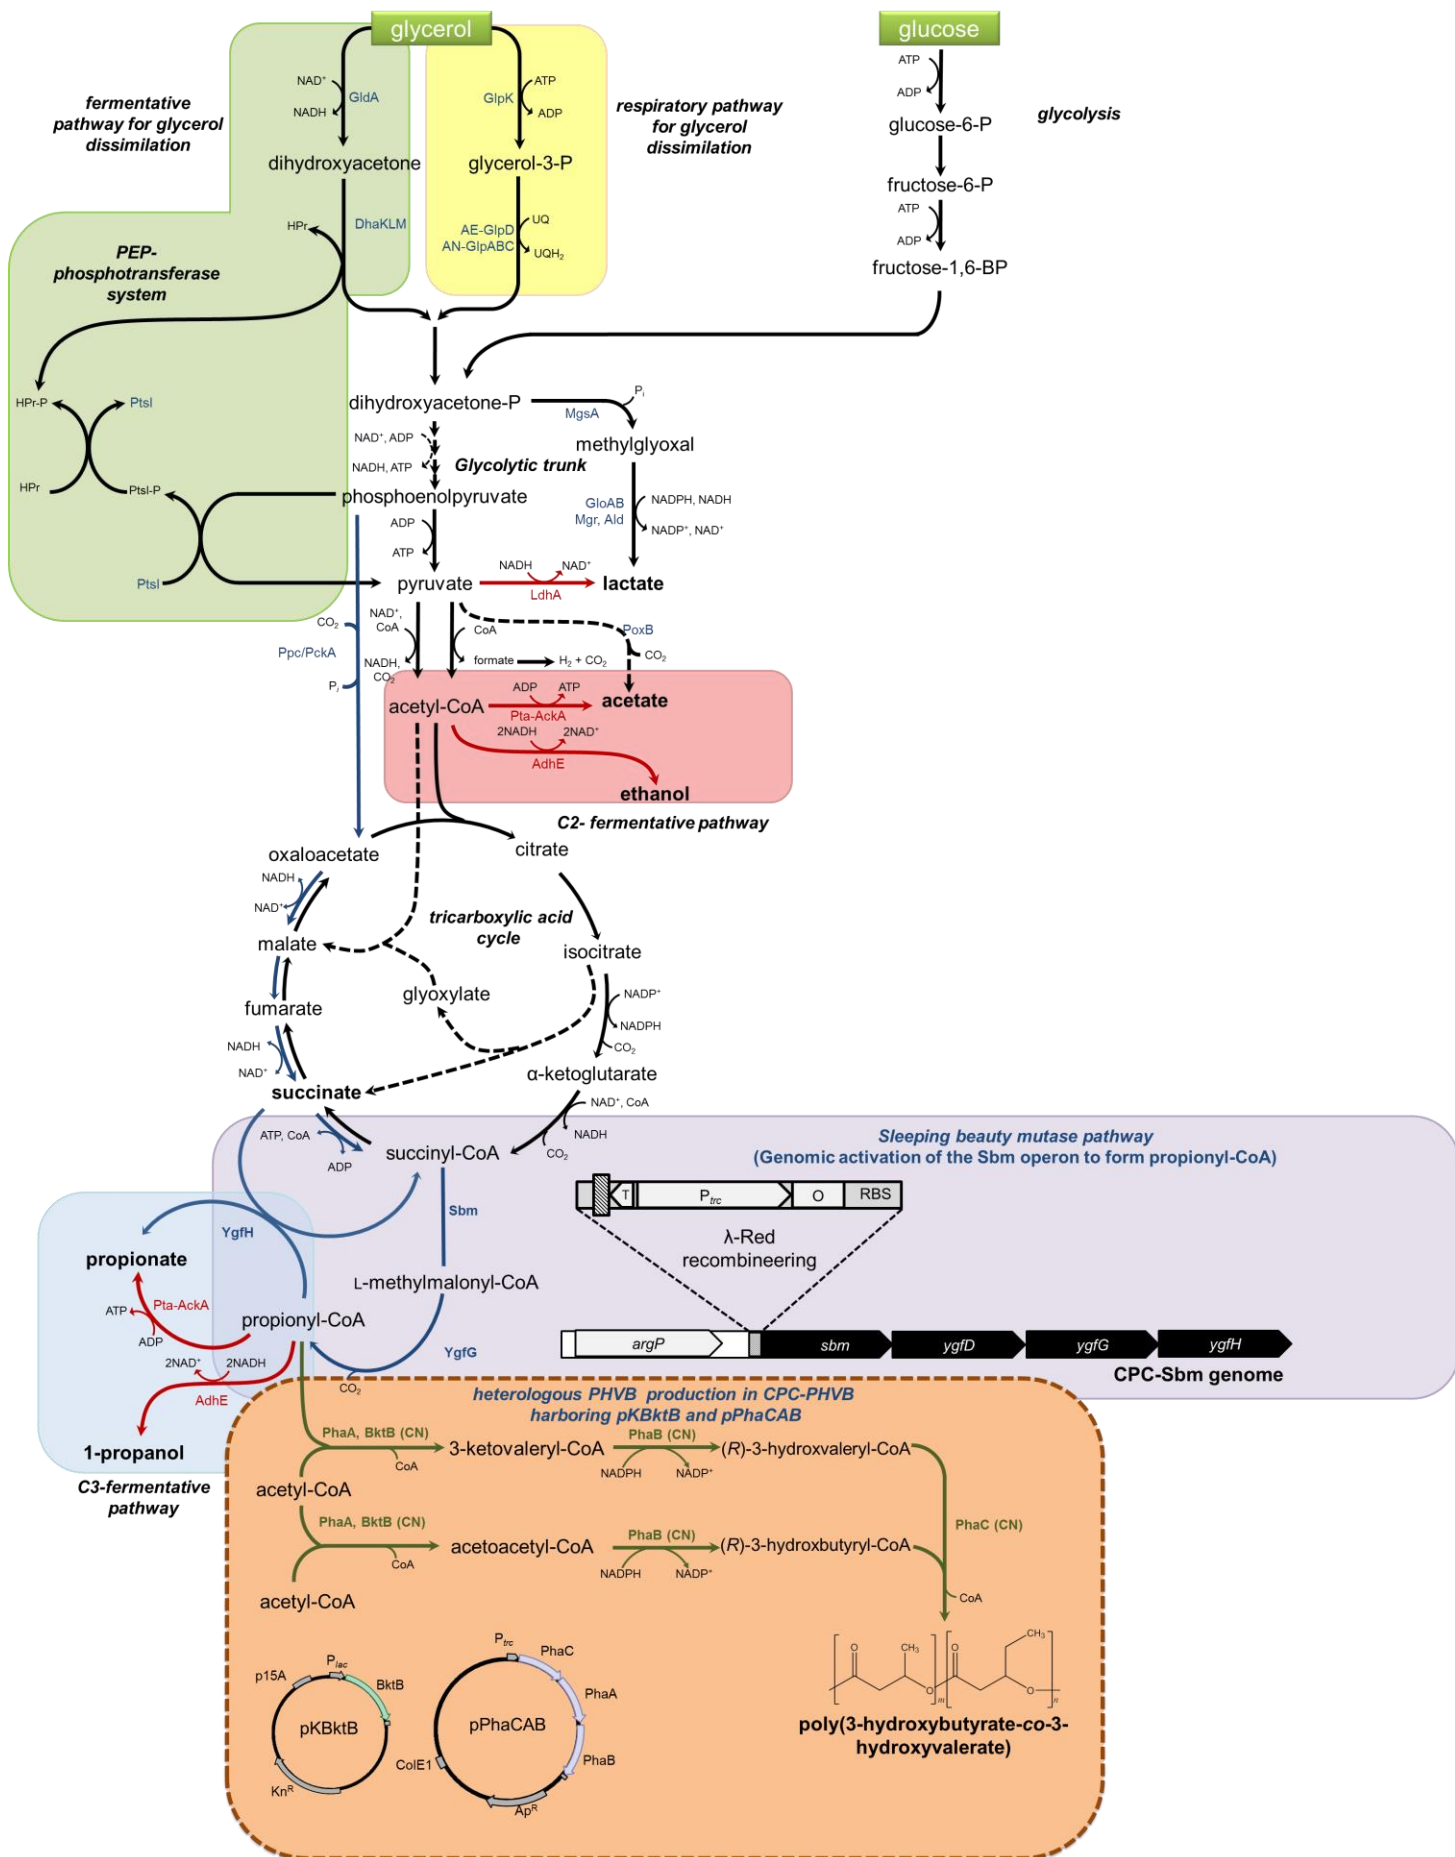 glycerol
glucose
fermentative
pathway for glycerol
dissimilation
NAD⁺
NADH
GldA
dihydroxyacetone
GlpK
ATP
ADP
glycerol-3-P
respiratory pathway
for glycerol
dissimilation
ATP
ADP
glucose-6-P
glycolysis
fructose-6-P
ATP
ADP
fructose-1,6-BP
HPr
DhaKLM
AE-GlpD
AN-GlpABC
UQ
UQH₂
PEP-
phosphotransferase
system
HPr-P
PtsI
HPr
PtsI-P
PtsI
dihydroxyacetone-P
MgsA
Pᵢ
methylglyoxal
NAD⁺, ADP
NADH, ATP
Glycolytic trunk
phosphoenolpyruvate
ADP
ATP
GloAB
Mgr, Ald
NADPH, NADH
NADP⁺, NAD⁺
pyruvate
NADH
NAD⁺
LdhA
lactate
CO₂
Ppc/PckA
Pᵢ
NAD⁺,
CoA
NADH,
CO₂
CoA
formate
H₂ + CO₂
PoxB
CO₂
acetyl-CoA
ADP
ATP
Pta-AckA
acetate
2NADH
2NAD⁺
AdhE
ethanol
C2- fermentative pathway
oxaloacetate
citrate
NADH
NAD⁺
malate
tricarboxylic acid
cycle
isocitrate
fumarate
glyoxylate
NADP⁺
NADPH
CO₂
NADH
NAD⁺
succinate
α-ketoglutarate
NAD⁺, CoA
NADH
CO₂
ATP, CoA
ADP
succinyl-CoA
Sleeping beauty mutase pathway
(Genomic activation of the Sbm operon to form propionyl-CoA)
T
Ptrc
O
RBS
λ-Red
recombineering
Sbm
YgfH
propionate
L-methylmalonyl-CoA
Pta-AckA
ATP
ADP
propionyl-CoA
YgfG
CO₂
argP
sbm
ygfD
ygfG
ygfH
CPC-Sbm genome
2NAD⁺
2NADH
AdhE
1-propanol
C3-fermentative
pathway
heterologous PHVB production in CPC-PHVB
harboring pKBktB and pPhaCAB
PhaA, BktB (CN)
CoA
3-ketovaleryl-CoA
PhaB (CN)
NADPH
NADP⁺
(R)-3-hydroxvaleryl-CoA
acetyl-CoA
PhaA, BktB (CN)
CoA
acetoacetyl-CoA
PhaB (CN)
NADPH
NADP⁺
(R)-3-hydroxbutyryl-CoA
PhaC (CN)
CoA
acetyl-CoA
p15A
Plac
BktB
pKBktB
Knᴿ
Ptrc
PhaC
PhaA
PhaB
pPhaCAB
ColE1
Apᴿ
O
CH₃
O
m
O
CH₃
O
n
poly(3-hydroxybutyrate-co-3-
hydroxyvalerate)